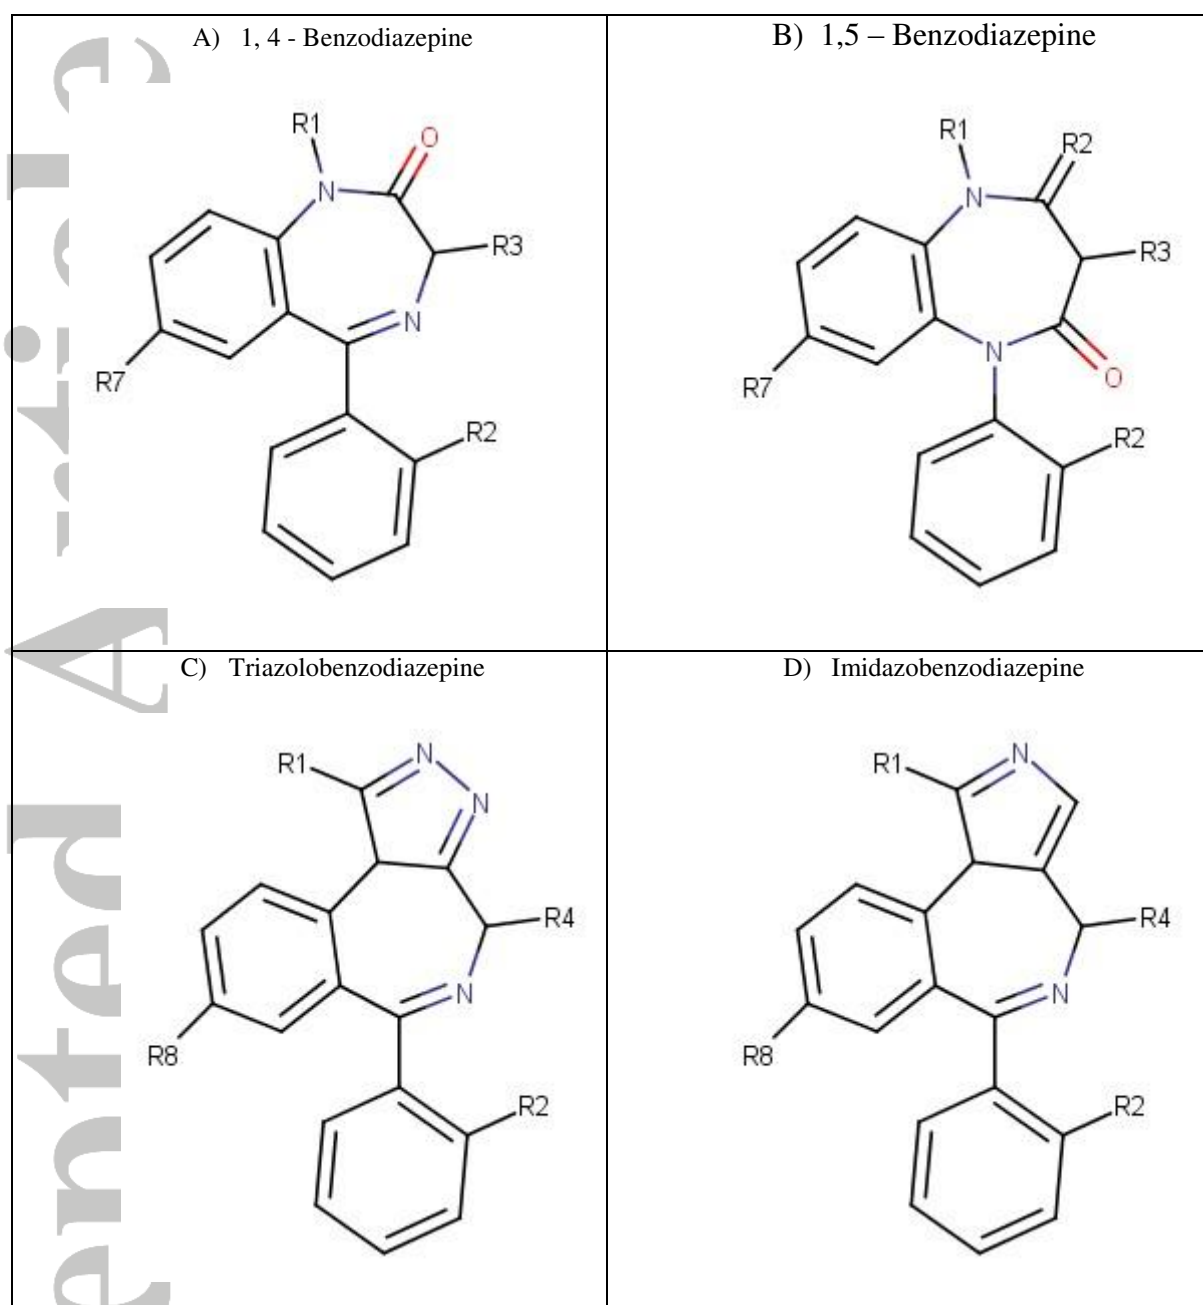 A) 1, 4 - Benzodiazepine
R1
O
N
R3
N
R7
R2
B) 1,5 – Benzodiazepine
R1
R2
N
R3
N
O
R7
R2
C) Triazolobenzodiazepine
R1
N
N
R4
N
R8
R2
D) Imidazobenzodiazepine
R1
N
R4
N
R8
R2